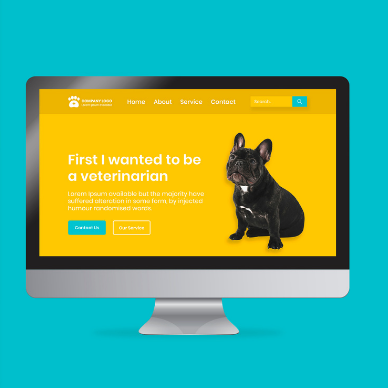 COMPANY LOGO
Home About Service Contact
Search...
First I wanted to be
a veterinarian
Lorem Ipsum available but the majority have
suffered alteration in some form, by injected
humour randomised words.
Contact Us
Our Service